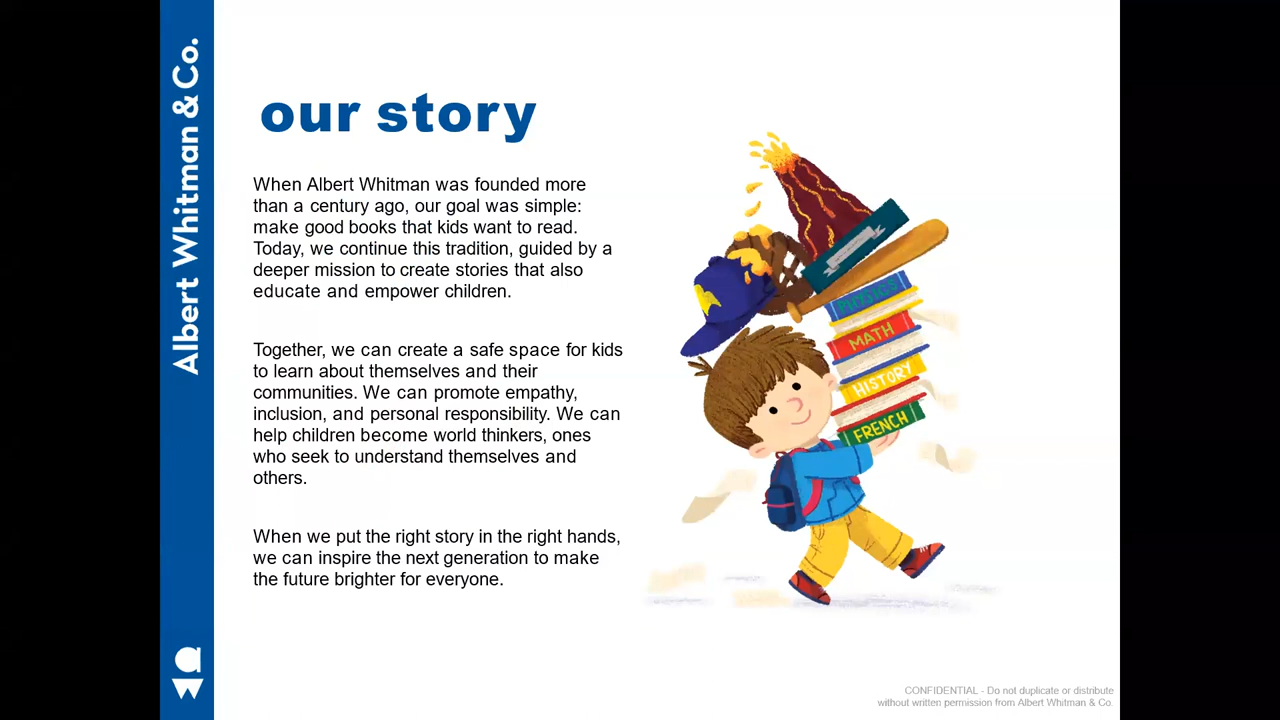 Albert Whitman & Co.
our story
When Albert Whitman was founded more
than a century ago, our goal was simple:
make good books that kids want to read.
Today, we continue this tradition, guided by a
deeper mission to create stories that also
educate and empower children.
Together, we can create a safe space for kids
to learn about themselves and their
communities. We can promote empathy,
inclusion, and personal responsibility. We can
help children become world thinkers, ones
who seek to understand themselves and
others.
When we put the right story in the right hands,
we can inspire the next generation to make
the future brighter for everyone.
PHYSICS
MATH
HISTORY
FRENCH
CONFIDENTIAL - Do not duplicate or distribute
without written permission from Albert Whitman & Co.